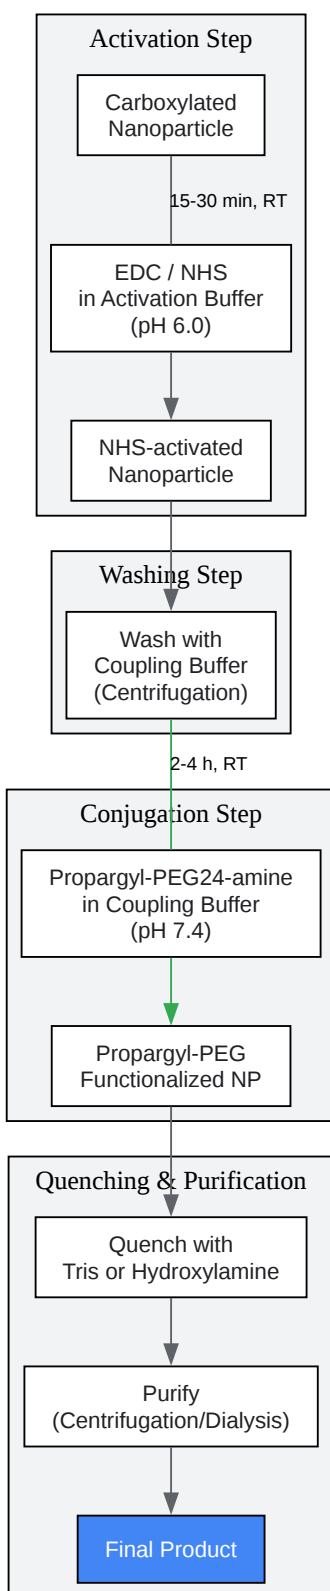 Activation Step
Carboxylated
Nanoparticle
15-30 min, RT
EDC / NHS
in Activation Buffer
(pH 6.0)
NHS-activated
Nanoparticle
Washing Step
Wash with
Coupling Buffer
(Centrifugation)
2-4 h, RT
Conjugation Step
Propargyl-PEG24-amine
in Coupling Buffer
(pH 7.4)
Propargyl-PEG
Functionalized NP
Quenching & Purification
Quench with
Tris or Hydroxylamine
Purify
(Centrifugation/Dialysis)
Final Product